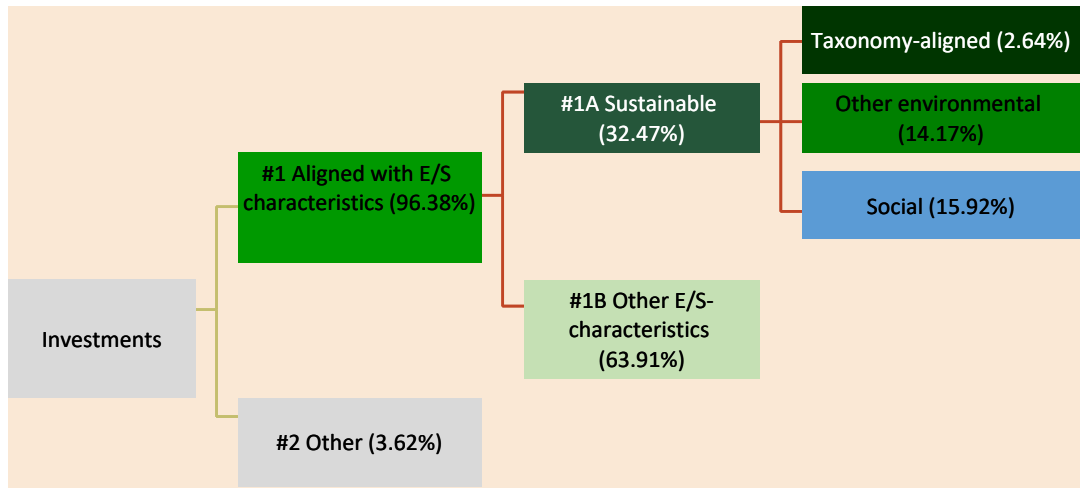 Taxonomy-aligned (2.64%)
#1A Sustainable
(32.47%)
Other environmental
(14.17%)
#1 Aligned with E/S
characteristics (96.38%)
Social (15.92%)
#1B Other E/S-
characteristics
(63.91%)
Investments
#2 Other (3.62%)